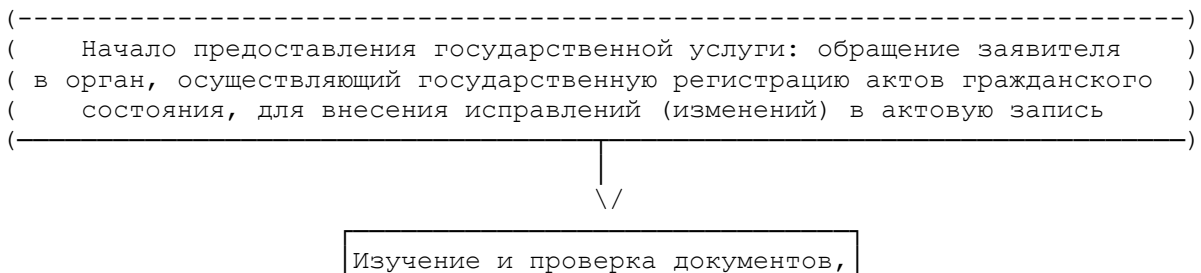 Начало предоставления государственной услуги: обращение заявителя
в орган, осуществляющий государственную регистрацию актов гражданского
состояния, для внесения исправлений (изменений) в актовую запись
Изучение и проверка документов,